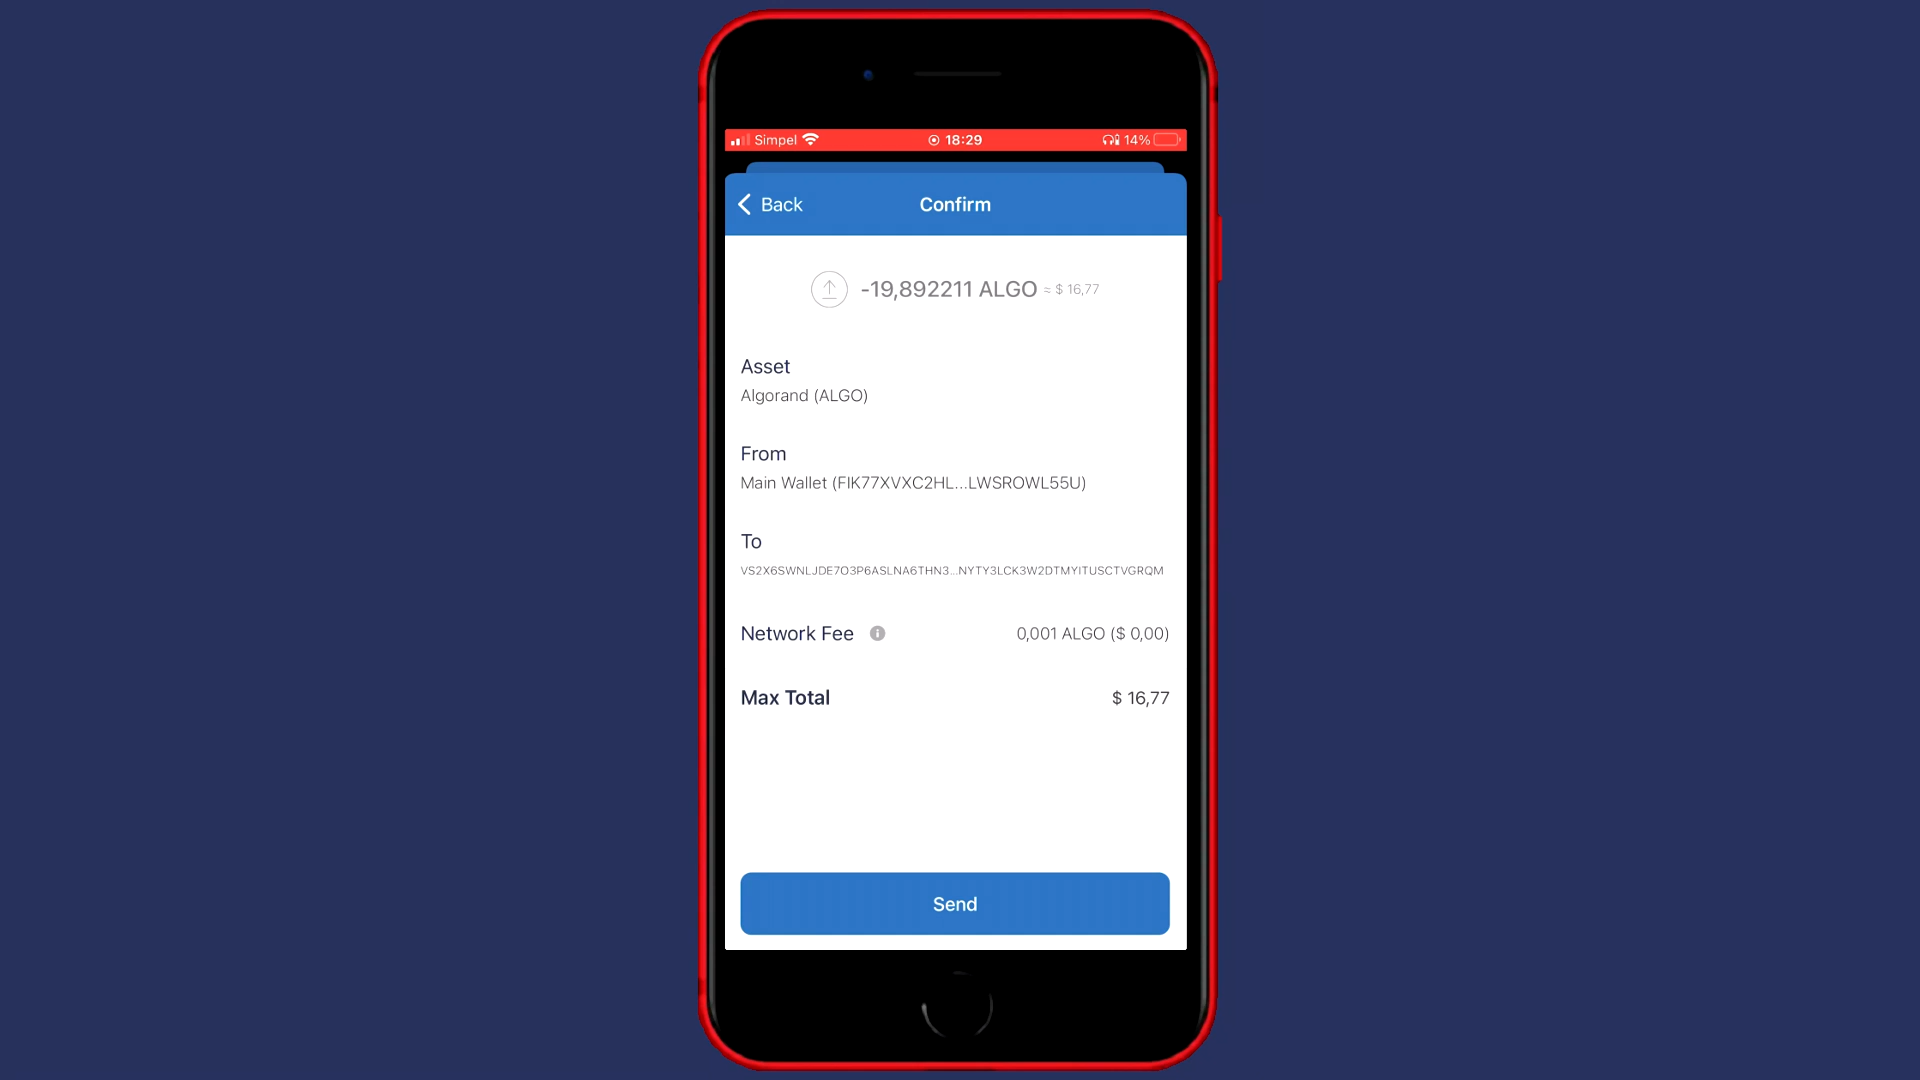 Simpel 18:29 14%
Back Confirm
-19,892211 ALGO ≈ $ 16,77
Asset
Algorand (ALGO)
From
Main Wallet (FIK77XVXC2HL...LWSROWL55U)
To
VS2X6SWNLJDE7O3P6ASLNA6THN3...NYTY3LCK3W2DTMYITUSCTVGRQM
Network Fee 0,001 ALGO ($ 0,00)
Max Total $ 16,77
Send